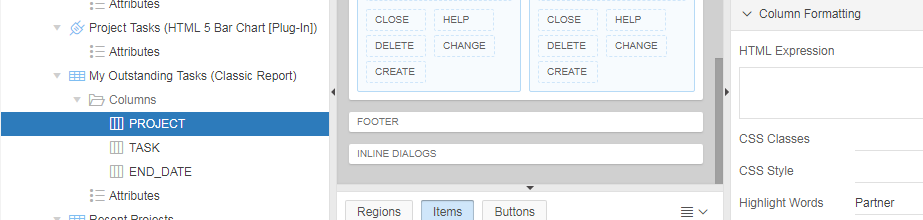 Attributes
Project Tasks (HTML 5 Bar Chart [Plug-In])
Attributes
My Outstanding Tasks (Classic Report)
Columns
PROJECT
TASK
END_DATE
Attributes
Recent Projects
CLOSE HELP
DELETE CHANGE
CREATE
CLOSE HELP
DELETE CHANGE
CREATE
FOOTER
INLINE DIALOGS
Regions Items Buttons
Column Formatting
HTML Expression
CSS Classes
CSS Style
Highlight Words Partner